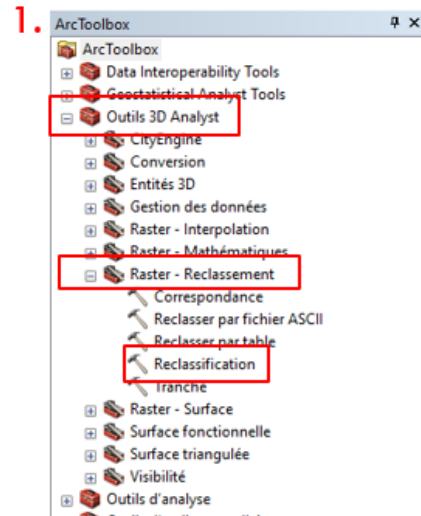 1.
ArcToolbox
ArcToolbox
Data Interoperability Tools
Geostatistical Analyst Tools
Outils 3D Analyst
CityEngine
Conversion
Entités 3D
Gestion des données
Raster - Interpolation
Raster - Mathématiques
Raster - Reclassement
Correspondance
Reclasser par fichier ASCII
Reclasser par table
Reclassification
Tranche
Raster - Surface
Surface fonctionnelle
Surface triangulée
Visibilité
Outils d'analyse